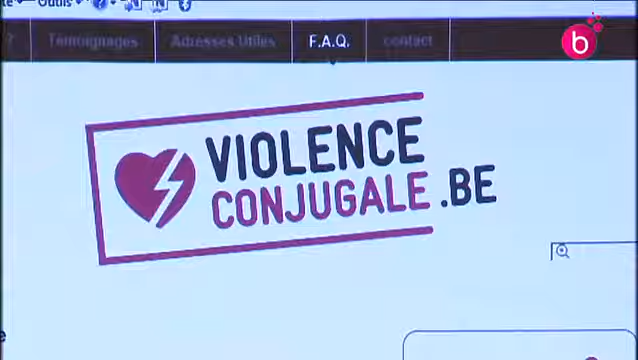 Outils
?
Témoignages Adresses Utiles F.A.Q. contact
b
VIOLENCE
CONJUGALE .BE